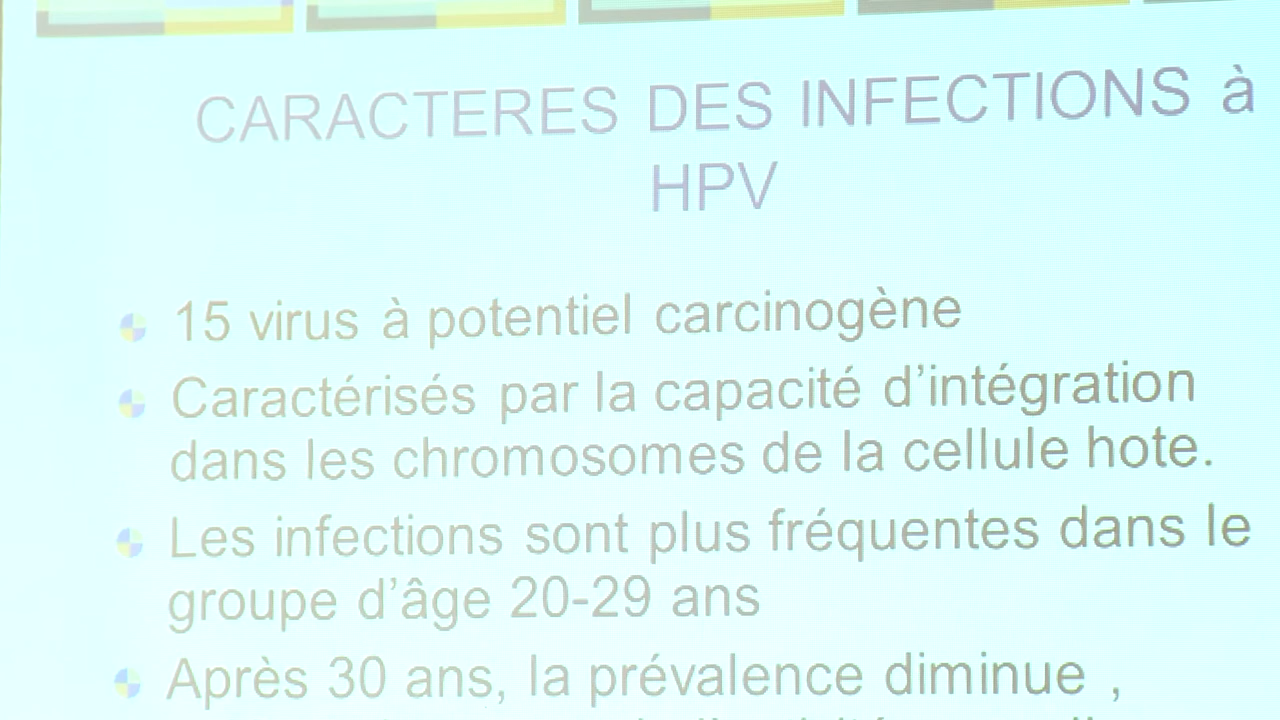 CARACTERES DES INFECTIONS à
HPV
15 virus à potentiel carcinogène
Caractérisés par la capacité d’intégration
dans les chromosomes de la cellule hote.
Les infections sont plus fréquentes dans le
groupe d’âge 20-29 ans
Après 30 ans, la prévalence diminue ,